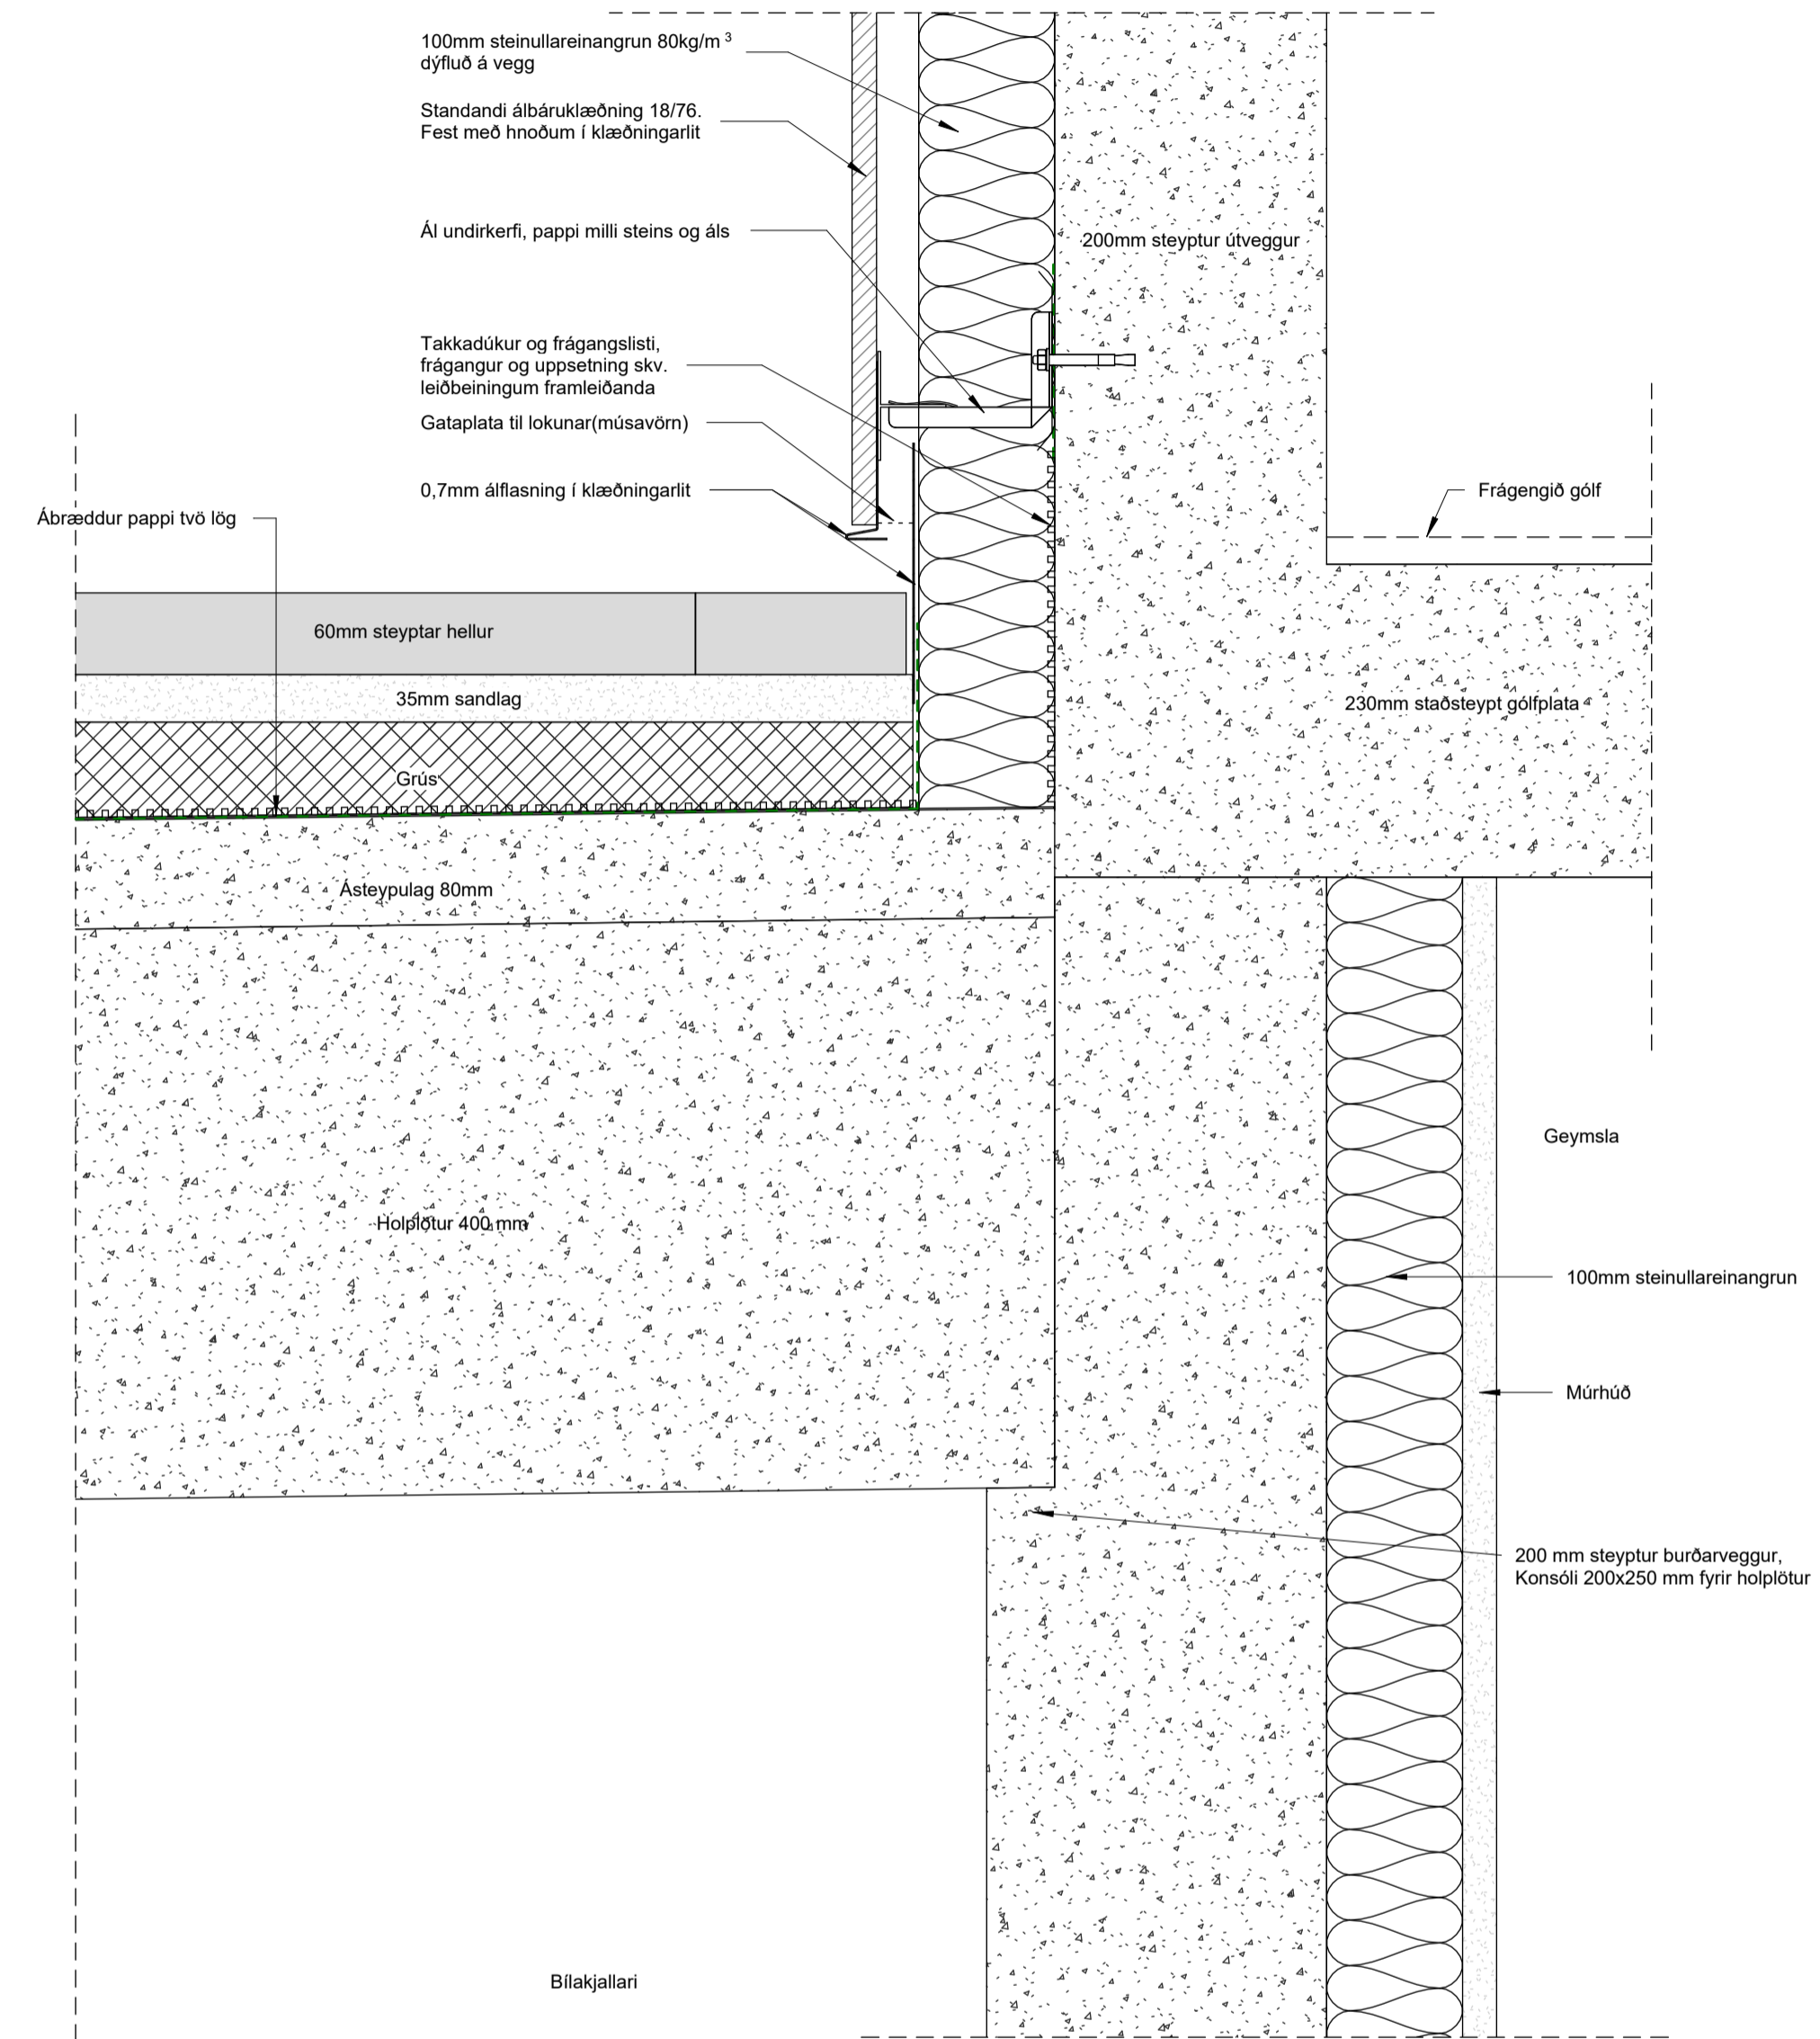 100mm steinullareinangrun 80kg/m³
dýfluð á vegg
Standandi álbáruklæðning 18/76.
Fest með hnoðum í klæðningarlit
Ál undirkerfi, pappi milli steins og áls
200mm steyptur útveggur
Takkadúkur og frágangslisti,
frágangur og uppsetning skv.
leiðbeiningum framleiðanda
Gataplata til lokunar(músavörn)
0,7mm álflasning í klæðningarlit
Frágengið gólf
Ábræddur pappi tvö lög
60mm steyptar hellur
35mm sandlag
230mm staðsteypt gólfplata
Grús
Ásteypulag 80mm
Geymsla
Holplötur 400 mm
100mm steinullareinangrun
Múrhúð
200 mm steyptur burðarveggur,
Konsóli 200x250 mm fyrir holplötur
Bílakjallari